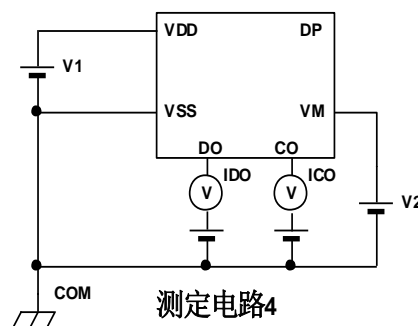 VDD DP
V1
VSS VM
DO CO
IDO ICO
V V
V2
COM
测定电路4